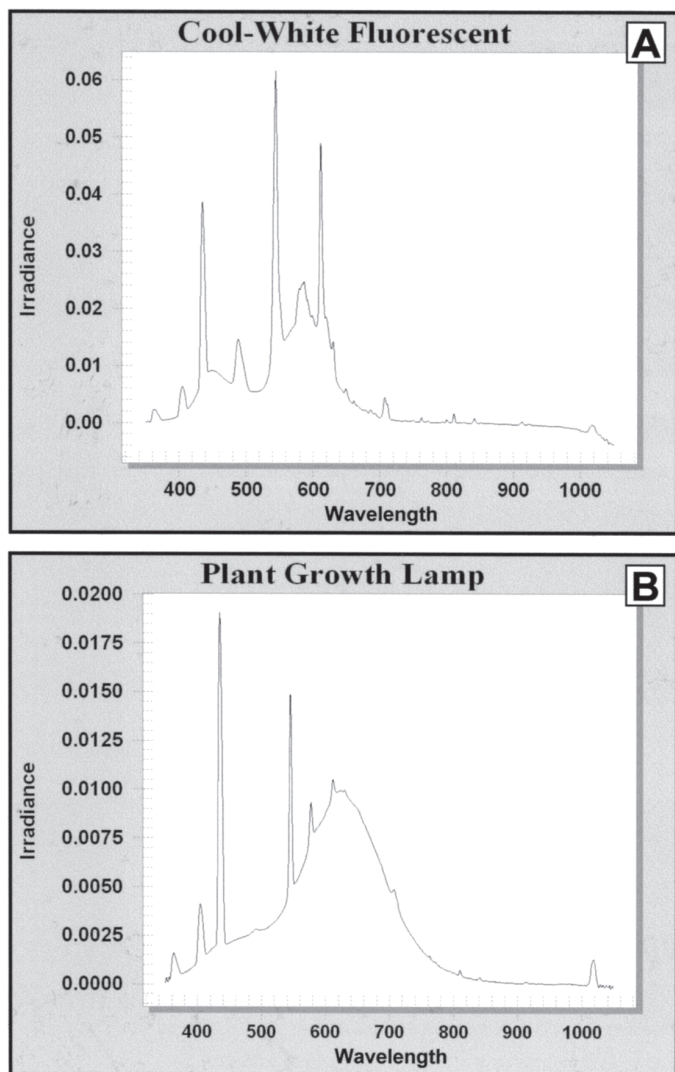 Cool-White Fluorescent
A
0.06
0.05
0.04
0.03
0.02
0.01
0.00
Irradiance
400 500 600 700 800 900 1000
Wavelength
Plant Growth Lamp
B
0.0200
0.0175
0.0150
0.0125
0.0100
0.0075
0.0050
0.0025
0.0000
Irradiance
400 500 600 700 800 900 1000
Wavelength